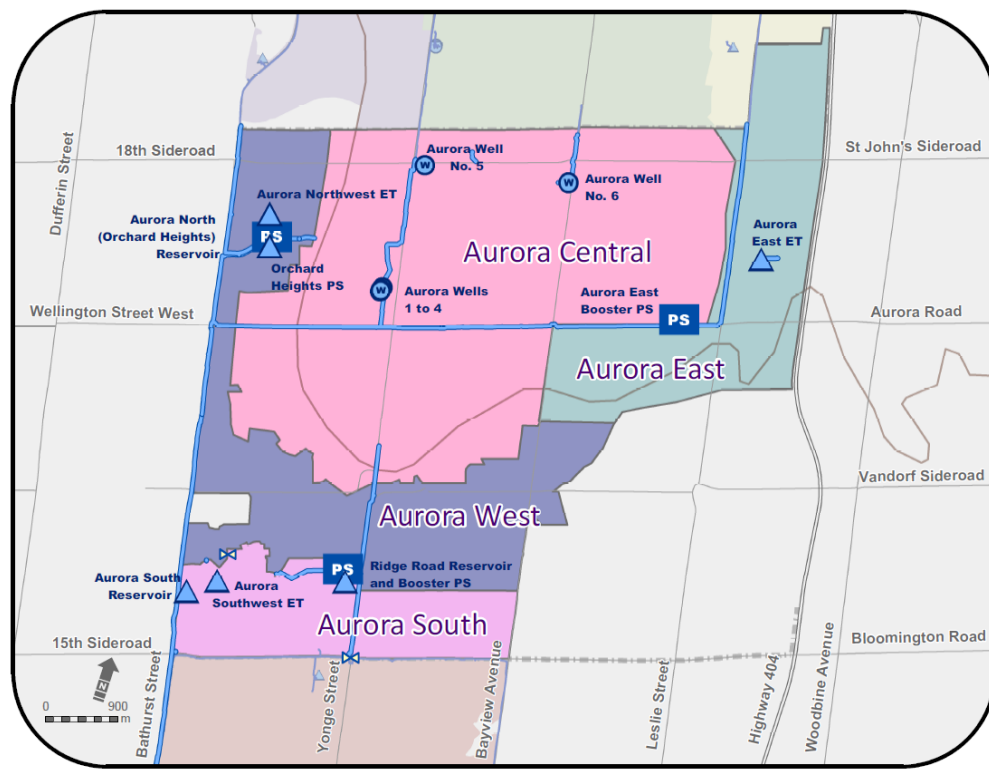 Dufferin Street
18th Sideroad
St John's Sideroad
Aurora Well
No. 5
W
W
Aurora Well
No. 6
Aurora Northwest ET
Aurora North
(Orchard Heights)
Reservoir
PS
Orchard
Heights PS
Aurora Central
Aurora
East ET
W
Aurora Wells
1 to 4
Aurora East
Booster PS
PS
Wellington Street West
Aurora Road
Aurora East
Vandorf Sideroad
Aurora West
PS
Ridge Road Reservoir
and Booster PS
Aurora South
Reservoir
Aurora
Southwest ET
Aurora South
15th Sideroad
Bloomington Road
N
0 900
m
Bathurst Street
Yonge Street
Bayview Avenue
Leslie Street
Highway 404
Woodbine Avenue